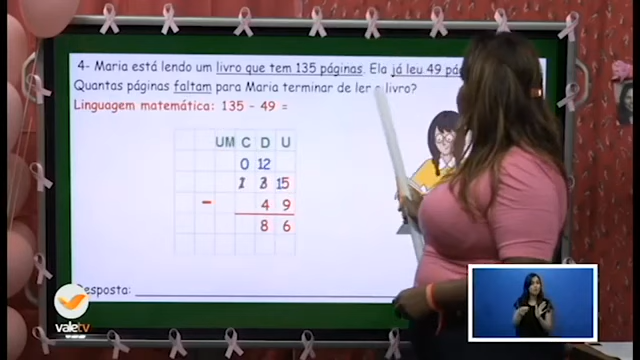 4- Maria está lendo um livro que tem 135 páginas. Ela já leu 49
Quantas páginas faltam para Maria terminar de ler o livro?
Linguagem matemática: 135 - 49 =
UM C D U
0 12
1 3 15
- 4 9
8 6
Resposta:
valetv